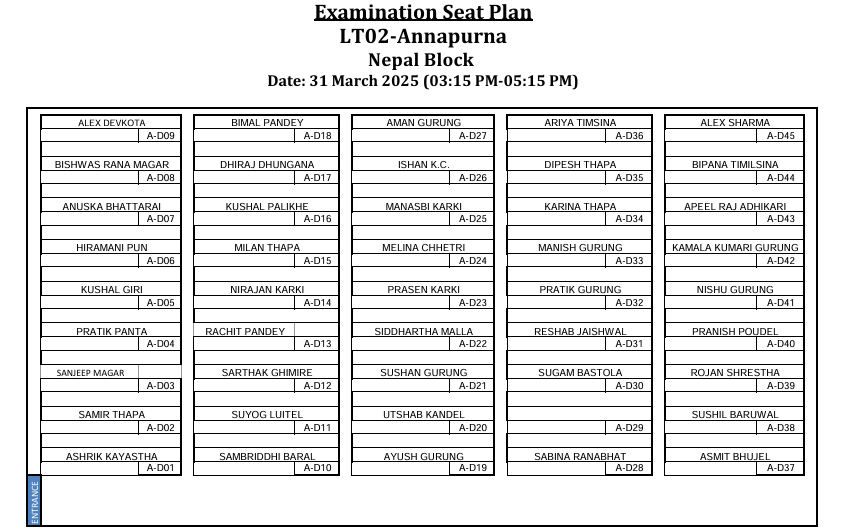 Examination Seat Plan
LT02-Annapurna
Nepal Block
Date: 31 March 2025 (03:15 PM-05:15 PM)
ALEX DEVKOTA BIMAL PANDEY AMAN GURUNG ARIYA TIMSINA ALEX SHARMA
A-D09 A-D18 A-D27 A-D36 A-D45
BISHWAS RANA MAGAR DHIRAJ DHUNGANA ISHAN K.C. DIPESH THAPA BIPANA TIMILSINA
A-D08 A-D17 A-D26 A-D35 A-D44
ANUSKA BHATTARAI KUSHAL PALIKHE MANASBI KARKI KARINA THAPA APEEL RAJ ADHIKARI
A-D07 A-D16 A-D25 A-D34 A-D43
HIRAMANI PUN MILAN THAPA MELINA CHHETRI MANISH GURUNG KAMALA KUMARI GURUNG
A-D06 A-D15 A-D24 A-D33 A-D42
KUSHAL GIRI NIRAJAN KARKI PRASEN KARKI PRATIK GURUNG NISHU GURUNG
A-D05 A-D14 A-D23 A-D32 A-D41
PRATIK PANTA RACHIT PANDEY SIDDHARTHA MALLA RESHAB JAISHWAL PRANISH POUDEL
A-D04 A-D13 A-D22 A-D31 A-D40
SANJEEP MAGAR SARTHAK GHIMIRE SUSHAN GURUNG SUGAM BASTOLA ROJAN SHRESTHA
A-D03 A-D12 A-D21 A-D30 A-D39
SAMIR THAPA SUYOG LUITEL UTSHAB KANDEL SUSHIL BARUWAL
A-D02 A-D11 A-D20 A-D29 A-D38
ASHRIK KAYASTHA SAMBRIDDHI BARAL AYUSH GURUNG SABINA RANABHAT ASMIT BHUJEL
A-D01 A-D10 A-D19 A-D28 A-D37
ENTRANCE